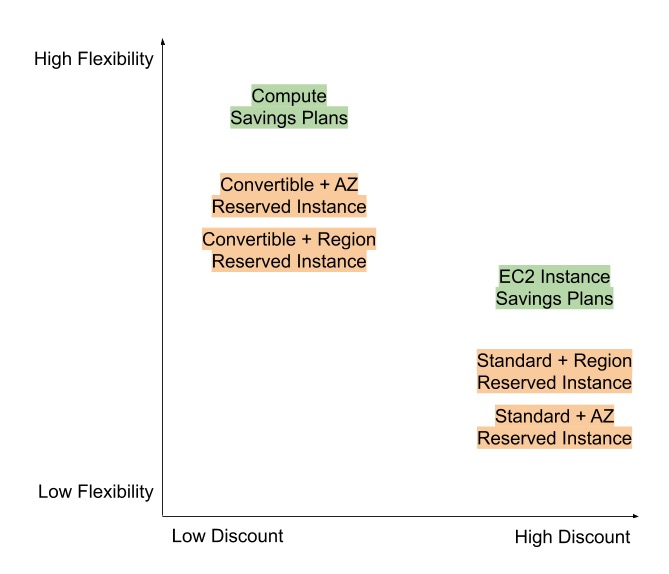 High Flexibility
Compute
Savings Plans
Convertible + AZ
Reserved Instance
Convertible + Region
Reserved Instance
EC2 Instance
Savings Plans
Standard + Region
Reserved Instance
Standard + AZ
Reserved Instance
Low Flexibility
Low Discount
High Discount